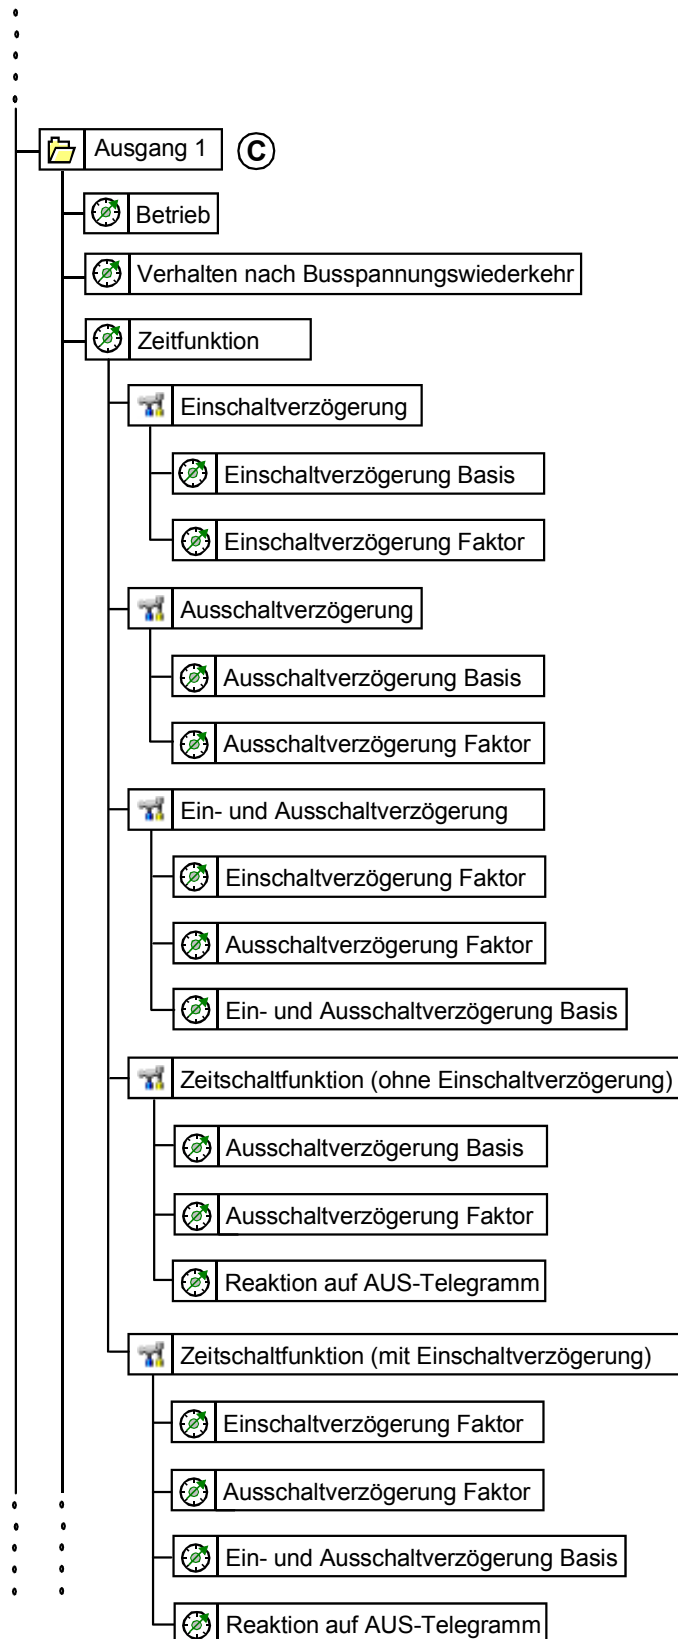 Ausgang 1 C
Betrieb
Verhalten nach Busspannungswiederkehr
Zeitfunktion
Einschaltverzögerung
Einschaltverzögerung Basis
Einschaltverzögerung Faktor
Ausschaltverzögerung
Ausschaltverzögerung Basis
Ausschaltverzögerung Faktor
Ein- und Ausschaltverzögerung
Einschaltverzögerung Faktor
Ausschaltverzögerung Faktor
Ein- und Ausschaltverzögerung Basis
Zeitschaltfunktion (ohne Einschaltverzögerung)
Ausschaltverzögerung Basis
Ausschaltverzögerung Faktor
Reaktion auf AUS-Telegramm
Zeitschaltfunktion (mit Einschaltverzögerung)
Einschaltverzögerung Faktor
Ausschaltverzögerung Faktor
Ein- und Ausschaltverzögerung Basis
Reaktion auf AUS-Telegramm